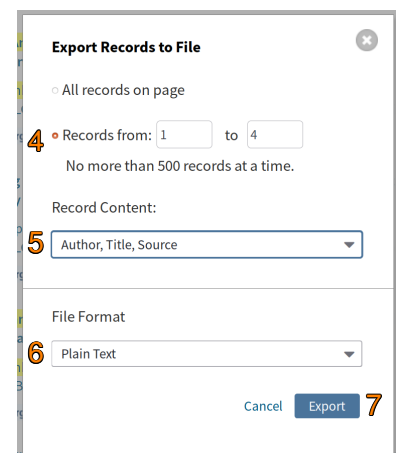 Export Records to File
All records on page
4 Records from: 1 to 4
No more than 500 records at a time.
Record Content:
5 Author, Title, Source
File Format
6 Plain Text
Cancel Export 7